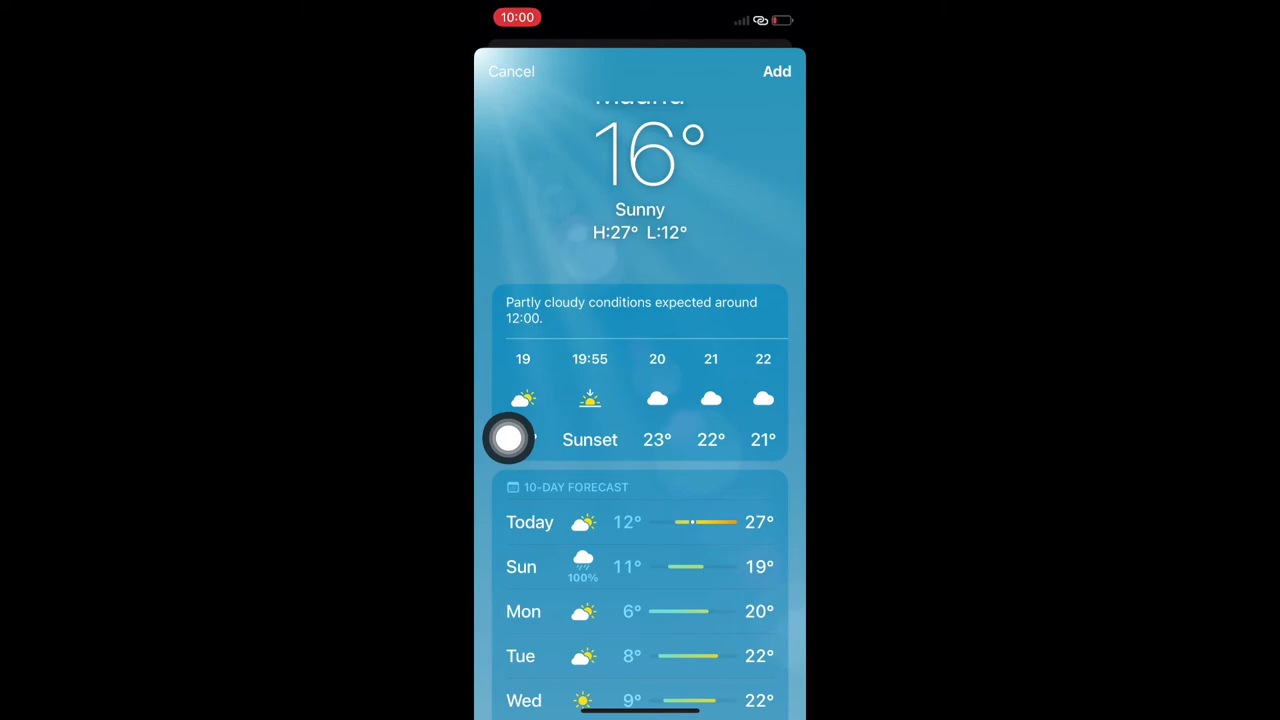 10:00
Cancel
Add
Madrid
16°
Sunny
H:27° L:12°
Partly cloudy conditions expected around
12:00.
19 19:55 20 21 22
Sunset 23° 22° 21°
10-DAY FORECAST
Today 12° 27°
Sun 100% 11° 19°
Mon 6° 20°
Tue 8° 22°
Wed 9° 22°